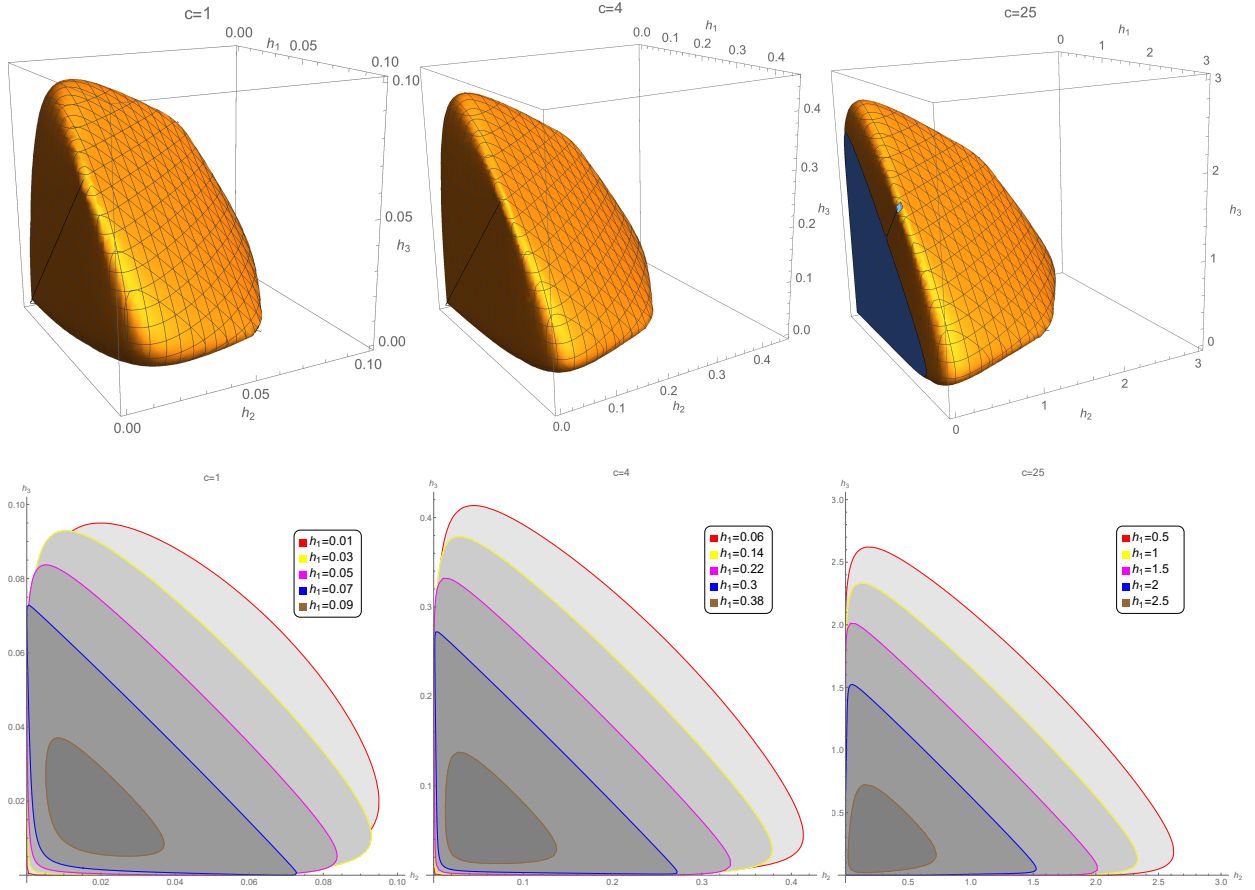 c=1
0.00
h₁
0.05
0.10
0.10
0.05
h₃
0.00
0.10
0.05
h₂
0.00
c=4
0.0
0.1
0.2
h₁
0.3
0.4
0.4
0.3
h₃
0.2
0.1
0.0
0.4
0.3
0.2
0.1
h₂
0.0
c=25
0
h₁
1
2
3
3
2
h₃
1
0
3
2
1
h₂
0
c=1
h₃
0.10
0.08
0.06
0.04
0.02
0.02
0.04
0.06
0.08
0.10
h₂
h₁=0.01
h₁=0.03
h₁=0.05
h₁=0.07
h₁=0.09
c=4
h₃
0.4
0.3
0.2
0.1
0.1
0.2
0.3
0.4
h₂
h₁=0.06
h₁=0.14
h₁=0.22
h₁=0.3
h₁=0.38
c=25
h₃
3.0
2.5
2.0
1.5
1.0
0.5
0.5
1.0
1.5
2.0
2.5
3.0
h₂
h₁=0.5
h₁=1
h₁=1.5
h₁=2
h₁=2.5